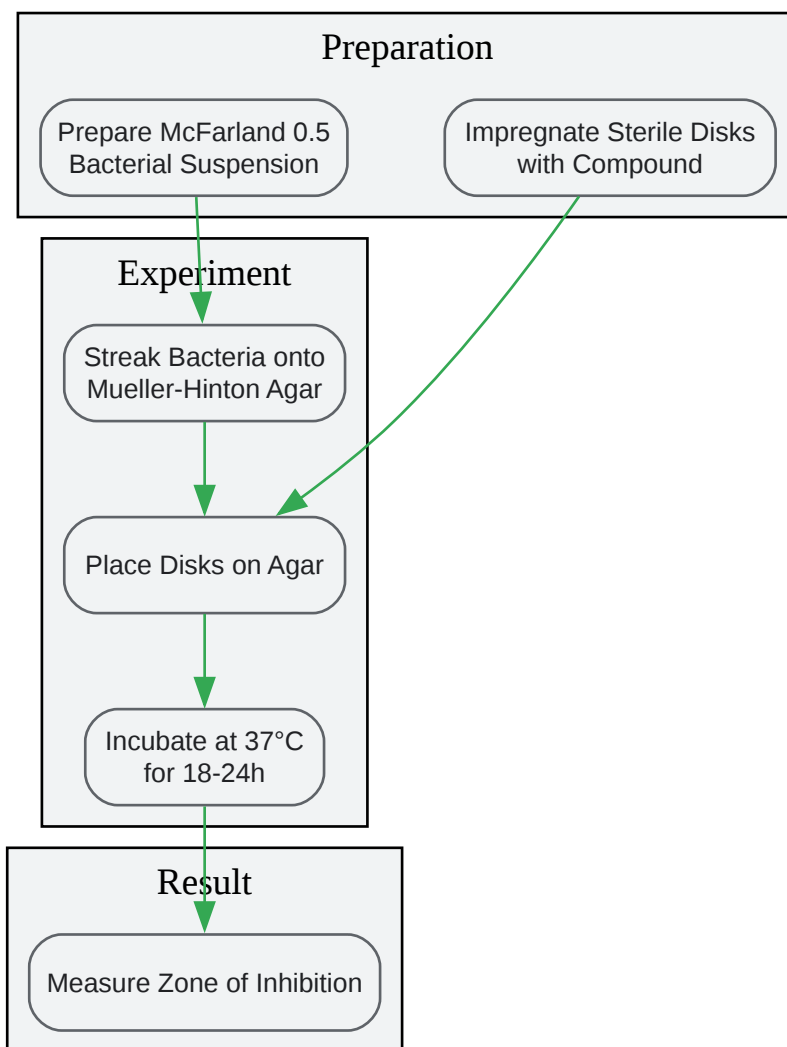 Preparation
Prepare McFarland 0.5
Bacterial Suspension
Impregnate Sterile Disks
with Compound
Experiment
Streak Bacteria onto
Mueller-Hinton Agar
Place Disks on Agar
Incubate at 37°C
for 18-24h
Result
Measure Zone of Inhibition